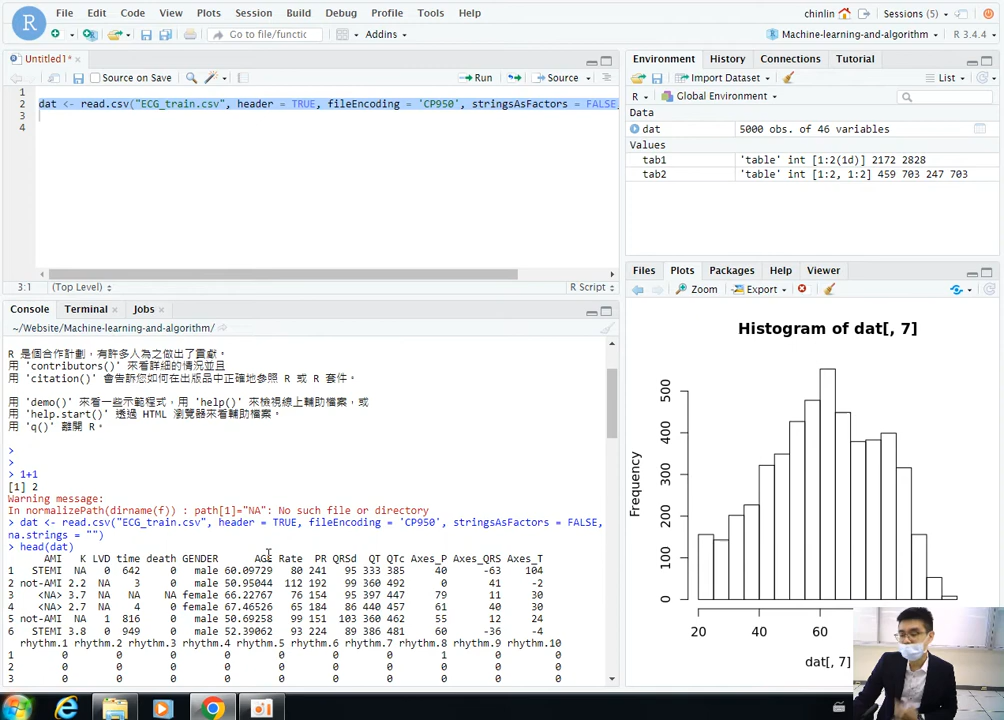 File Edit Code View Plots Session Build Debug Profile Tools Help
chinlin Sessions (5)
Go to file/functic Addins
Machine-learning-and-algorithm R 3.4.4
Untitled1*
Source on Save Run Source
1
2 dat <- read.csv("ECG_train.csv", header = TRUE, fileEncoding = 'CP950', stringsAsFactors = FALSE
3
4
3:1 (Top Level) R Script
Console Terminal Jobs
~/Website/Machine-learning-and-algorithm/
R 是個合作計劃，有許多人為之做出了貢獻。
用 'contributors()' 來看詳細的情況並且
用 'citation()' 會告訴您如何在出版品中正確地參照 R 或 R 套件。
用 'demo()' 來看一些示範程式，用 'help()' 來檢視線上輔助檔案，或
用 'help.start()' 透過 HTML 瀏覽器來看輔助檔案。
用 'q()' 離開 R。
>
>
> 1+1
[1] 2
Warning message:
In normalizePath(dirname(f)) : path[1]="NA": No such file or directory
> dat <- read.csv("ECG_train.csv", header = TRUE, fileEncoding = 'CP950', stringsAsFactors = FALSE,
na.strings = "")
> head(dat)
AMI K LVD time death GENDER AGE Rate PR QRSd QT QTc Axes_P Axes_QRS Axes_T
1 STEMI NA 0 642 0 male 60.09729 80 241 95 333 385 40 -63 104
2 not-AMI 2.2 NA 3 0 male 50.95044 112 192 99 360 492 0 41 -2
3 <NA> 3.7 NA NA NA female 66.22767 76 154 95 397 447 79 11 30
4 <NA> 2.7 NA 4 0 female 67.46526 65 184 86 440 457 61 40 30
5 not-AMI NA 1 816 0 male 50.69258 99 151 103 360 462 55 12 24
6 STEMI 3.8 0 949 0 male 52.39062 93 224 89 386 481 60 -36 -4
rhythm.1 rhythm.2 rhythm.3 rhythm.4 rhythm.5 rhythm.6 rhythm.7 rhythm.8 rhythm.9 rhythm.10
1 0 0 0 0 0 0 0 1 0 0
2 0 0 0 0 0 0 0 0 0 0
3 0 0 0 0 0 0 0 0 0 0
Environment History Connections Tutorial
Import Dataset List
R Global Environment
Data
dat 5000 obs. of 46 variables
Values
tab1 'table' int [1:2(1d)] 2172 2828
tab2 'table' int [1:2, 1:2] 459 703 247 703
Files Plots Packages Help Viewer
Zoom Export
Histogram of dat[, 7]
Frequency
500
400
300
200
100
0
20 40 60
dat[, 7]